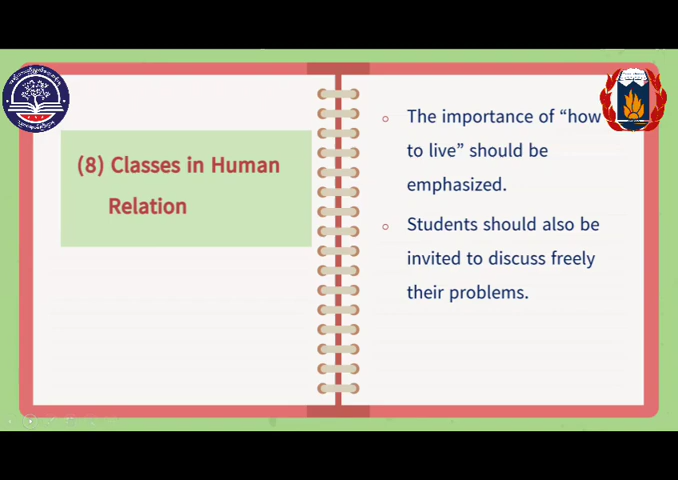 (8) Classes in Human
Relation
The importance of “how
to live” should be
emphasized.
Students should also be
invited to discuss freely
their problems.